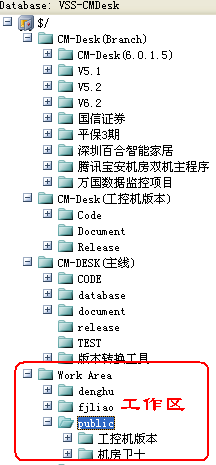 Database: VSS-CMDesk
$/
CM-Desk(Branch)
CM-Desk(6.0.1.5)
V5.1
V5.2
V6.2
国信证券
平保3期
深圳百合智能家居
腾讯宝安机房双机主程序
万国数据监控项目
CM-Desk(工控机版本)
Code
Document
Release
CM-DESK(主线)
CODE
database
document
release
TEST
版本转换工具
Work Area
denghu
fjliao 工作区
public
工控机版本
机房卫士